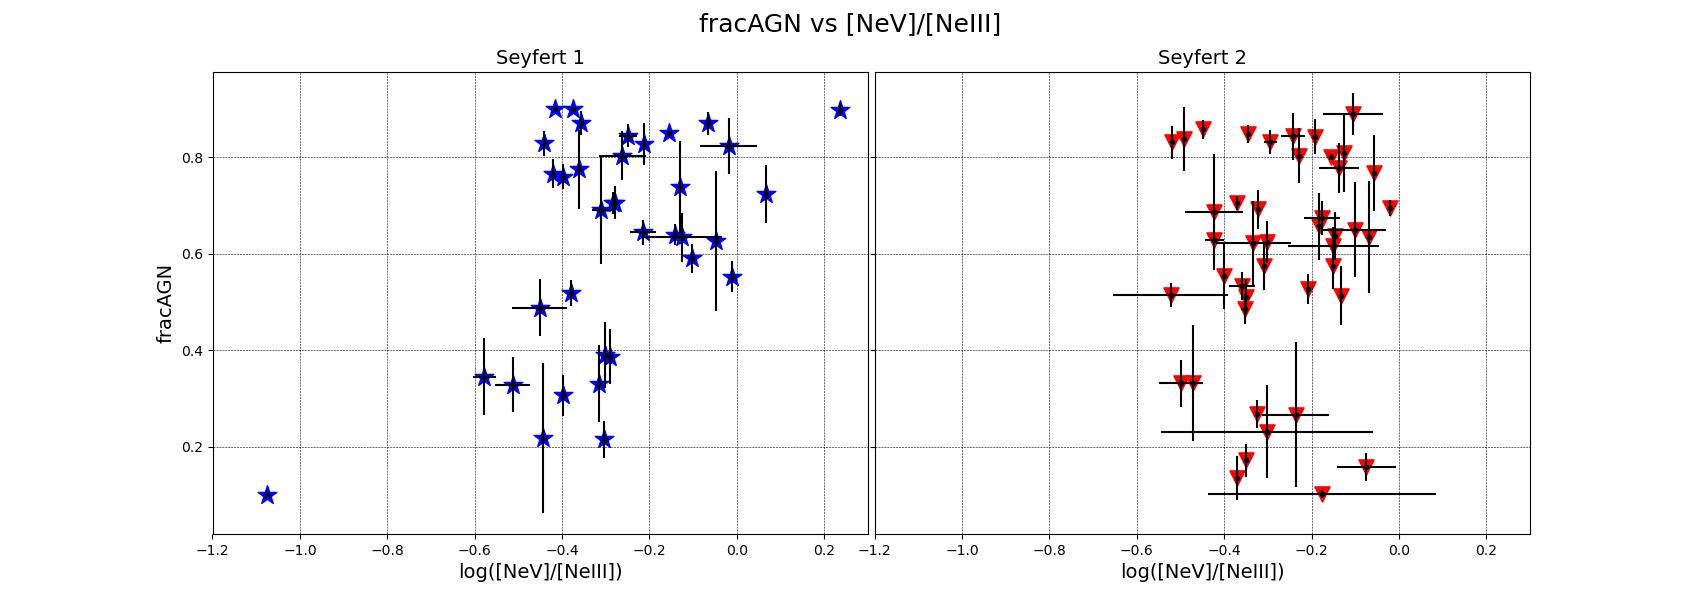 fracAGN vs [NeV]/[NeIII]
Seyfert 1
Seyfert 2
fracAGN
0.8
0.6
0.4
0.2
−1.2 −1.0 −0.8 −0.6 −0.4 −0.2 0.0 0.2
−1.2 −1.0 −0.8 −0.6 −0.4 −0.2 0.0 0.2
log([NeV]/[NeIII])
log([NeV]/[NeIII])